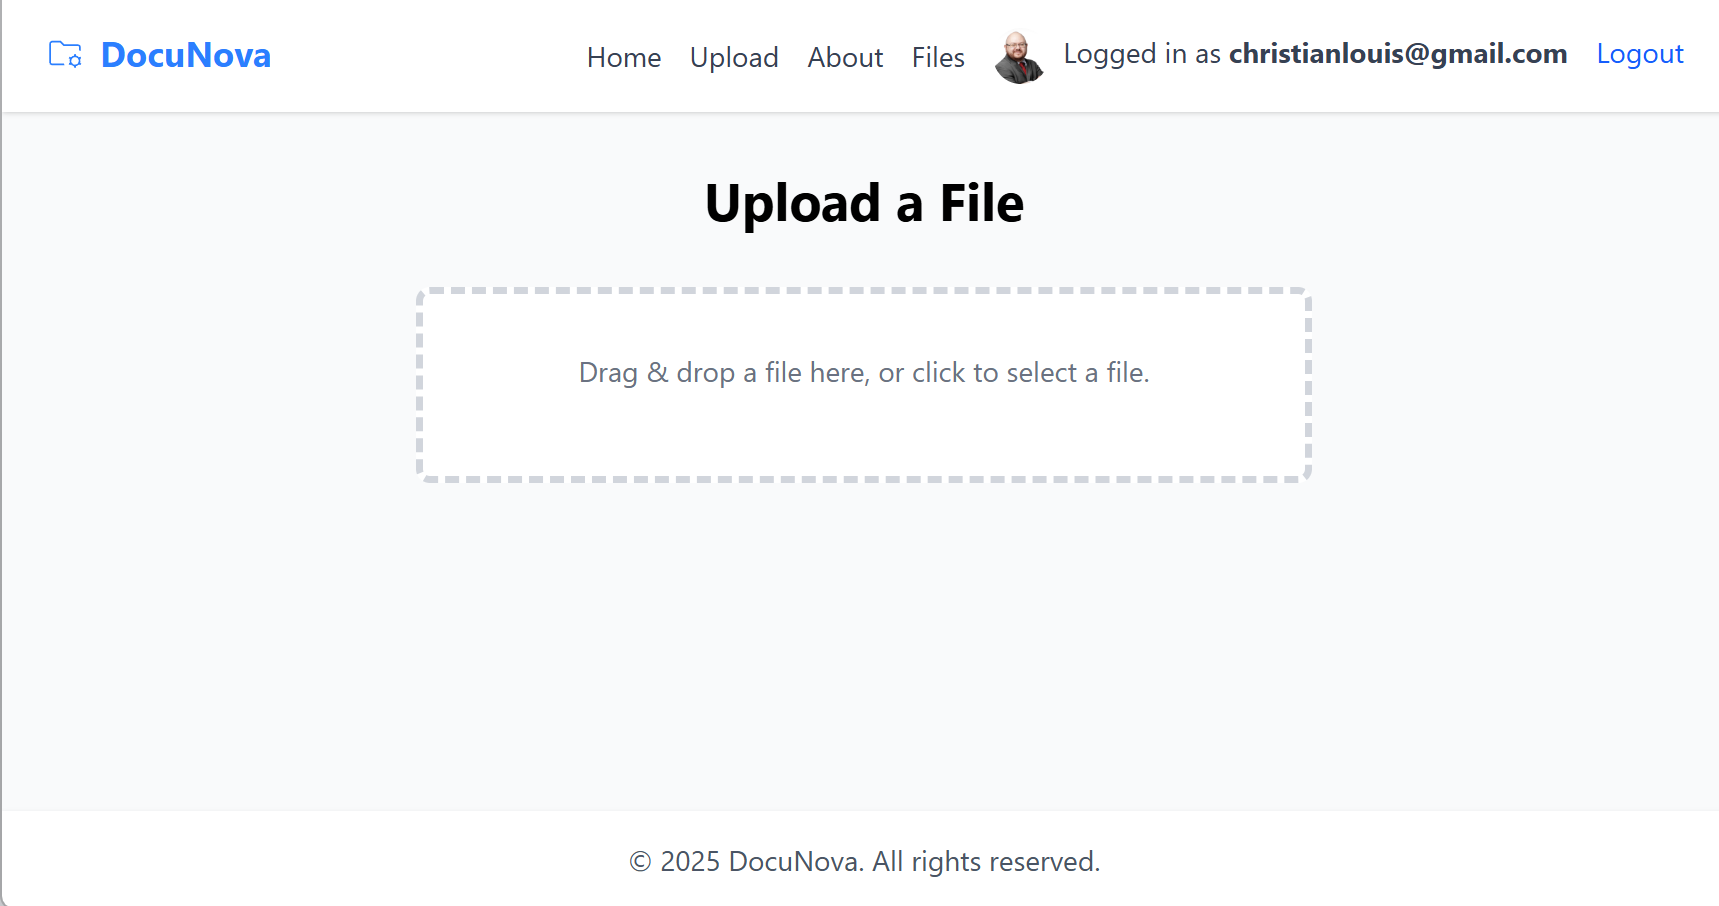 DocuNova
Home Upload About Files Logged in as christianlouis@gmail.com Logout
Upload a File
Drag & drop a file here, or click to select a file.
© 2025 DocuNova. All rights reserved.